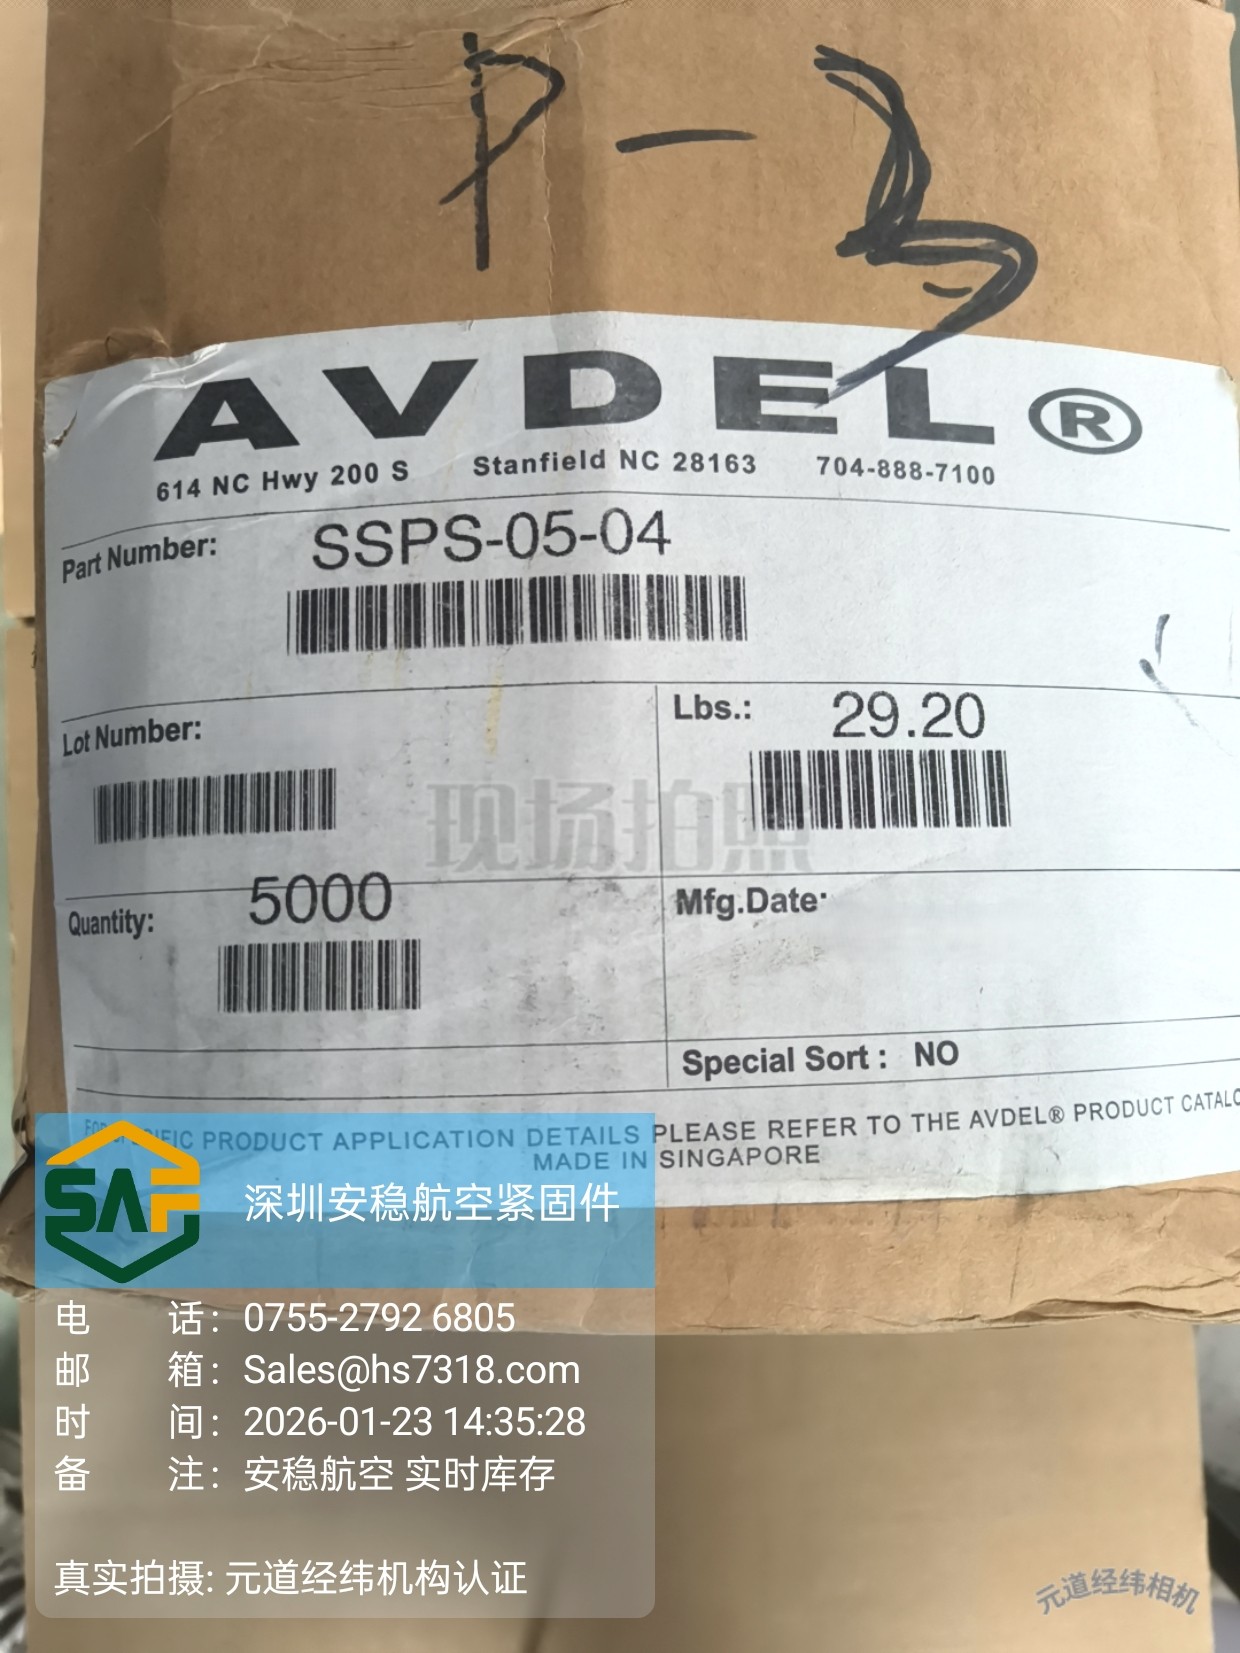 P-3
AVDEL®
614 NC Hwy 200 S Stanfield NC 28163 704-888-7100
Part Number: SSPS-05-04
Lot Number:
Lbs.: 29.20
现场拍照
Quantity: 5000
Mfg.Date:
Special Sort : NO
PRODUCT APPLICATION DETAILS PLEASE REFER TO THE AVDEL® PRODUCT
MADE IN SINGAPORE
SAF
深圳安稳航空紧固件
电 话: 0755-2792 6805
邮 箱: Sales@hs7318.com
时 间: 2026-01-23 14:35:28
备 注: 安稳航空 实时库存
真实拍摄: 元道经纬机构认证
元道经纬相机